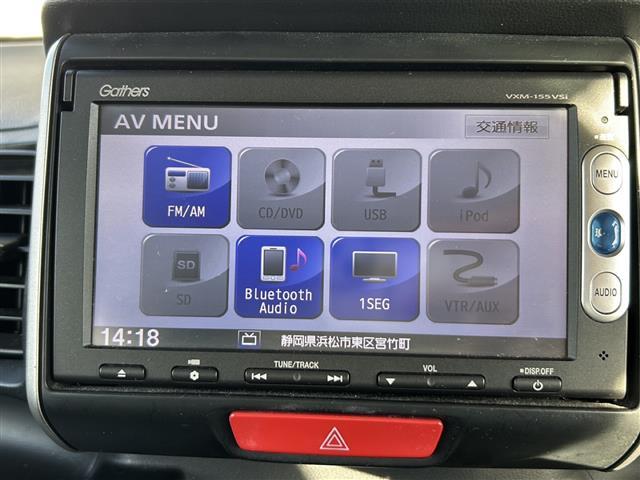 Gathers
VXM-155VSi
AV MENU
交通情報
FM/AM
CD/DVD
USB
iPod
MENU
SD
SD
Bluetooth Audio
1SEG
VTR/AUX
AUDIO
14:18
静岡県浜松市東区宮竹町
TUNE/TRACK
VOL
DISP.OFF